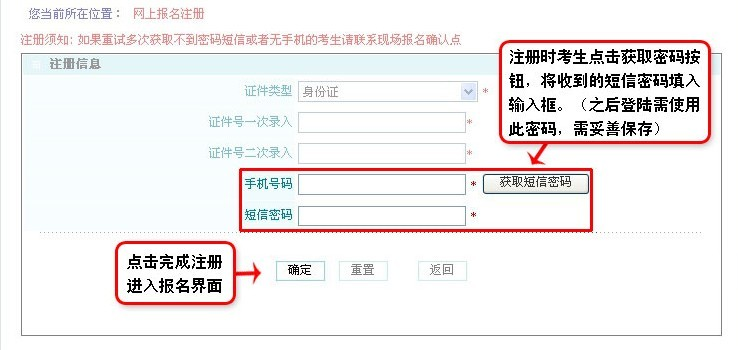 您当前所在位置： 网上报名注册
注册须知: 如果重试多次获取不到密码短信或者无手机的考生请联系现场报名确认点
注册信息
注册时考生点击获取密码按
钮，将收到的短信密码填入
输入框。（之后登陆需使用
此密码，需妥善保存）
证件类型 身份证 *
证件号一次录入 *
证件号二次录入 *
手机号码 * 获取短信密码
短信密码 *
点击完成注册
进入报名界面
确定 重置 返回